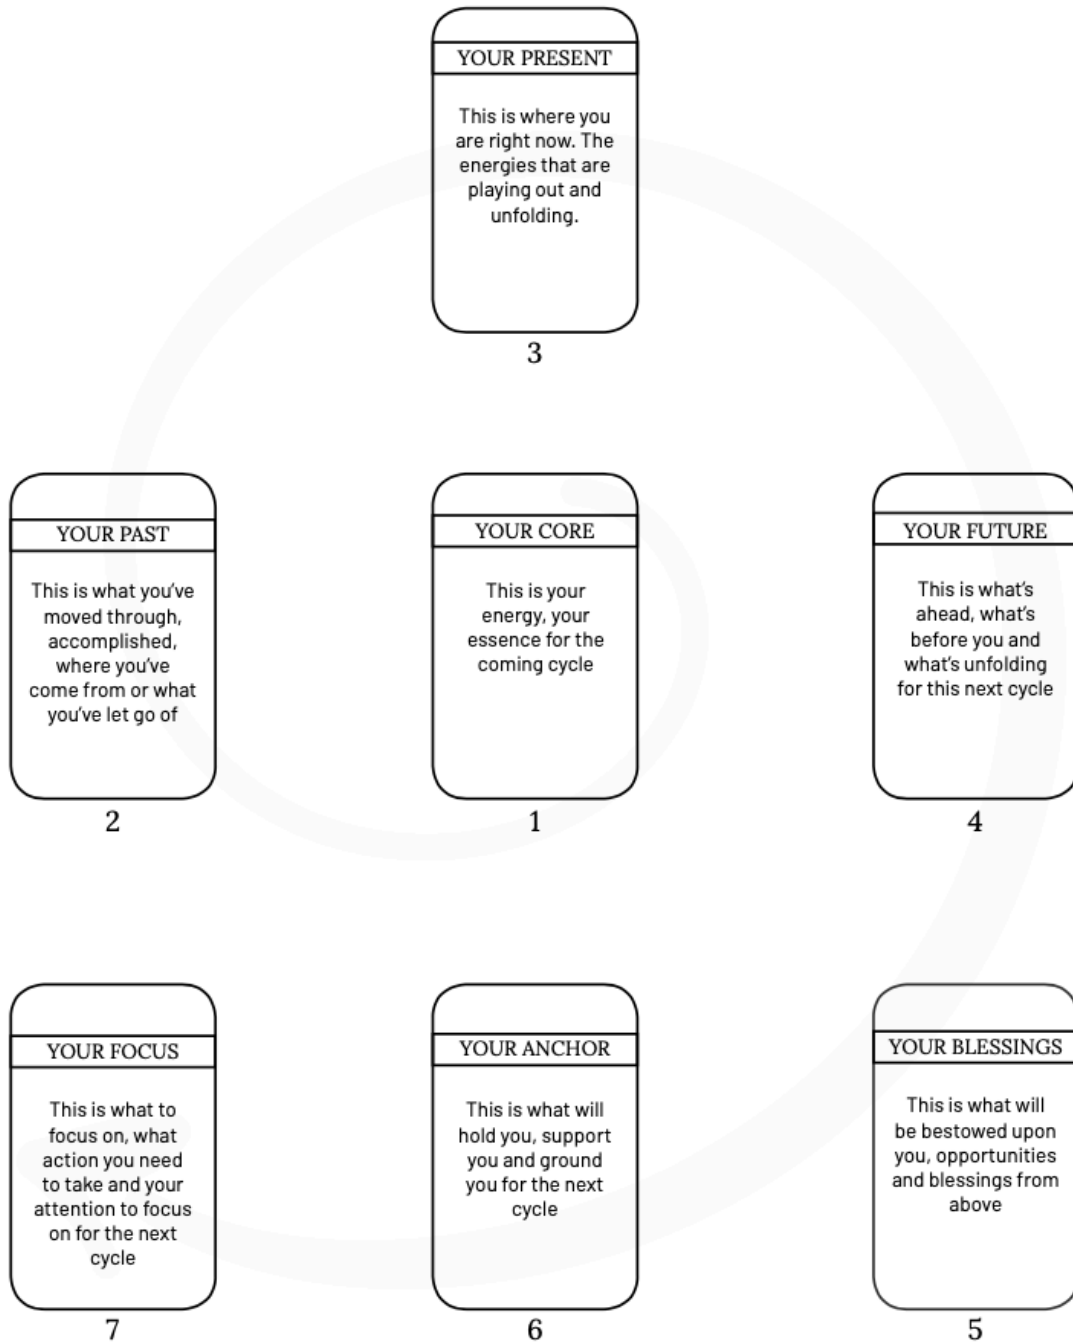 YOUR PRESENT
This is where you
are right now. The
energies that are
playing out and
unfolding.
3
YOUR PAST
This is what you've
moved through,
accomplished,
where you've
come from or what
you've let go of
2
YOUR CORE
This is your
energy, your
essence for the
coming cycle
1
YOUR FUTURE
This is what's
ahead, what's
before you and
what's unfolding
for this next cycle
4
YOUR FOCUS
This is what to
focus on, what
action you need
to take and your
attention to focus
on for the next
cycle
7
YOUR ANCHOR
This is what will
hold you, support
you and ground
you for the next
cycle
6
YOUR BLESSINGS
This is what will
be bestowed upon
you, opportunities
and blessings from
above
5